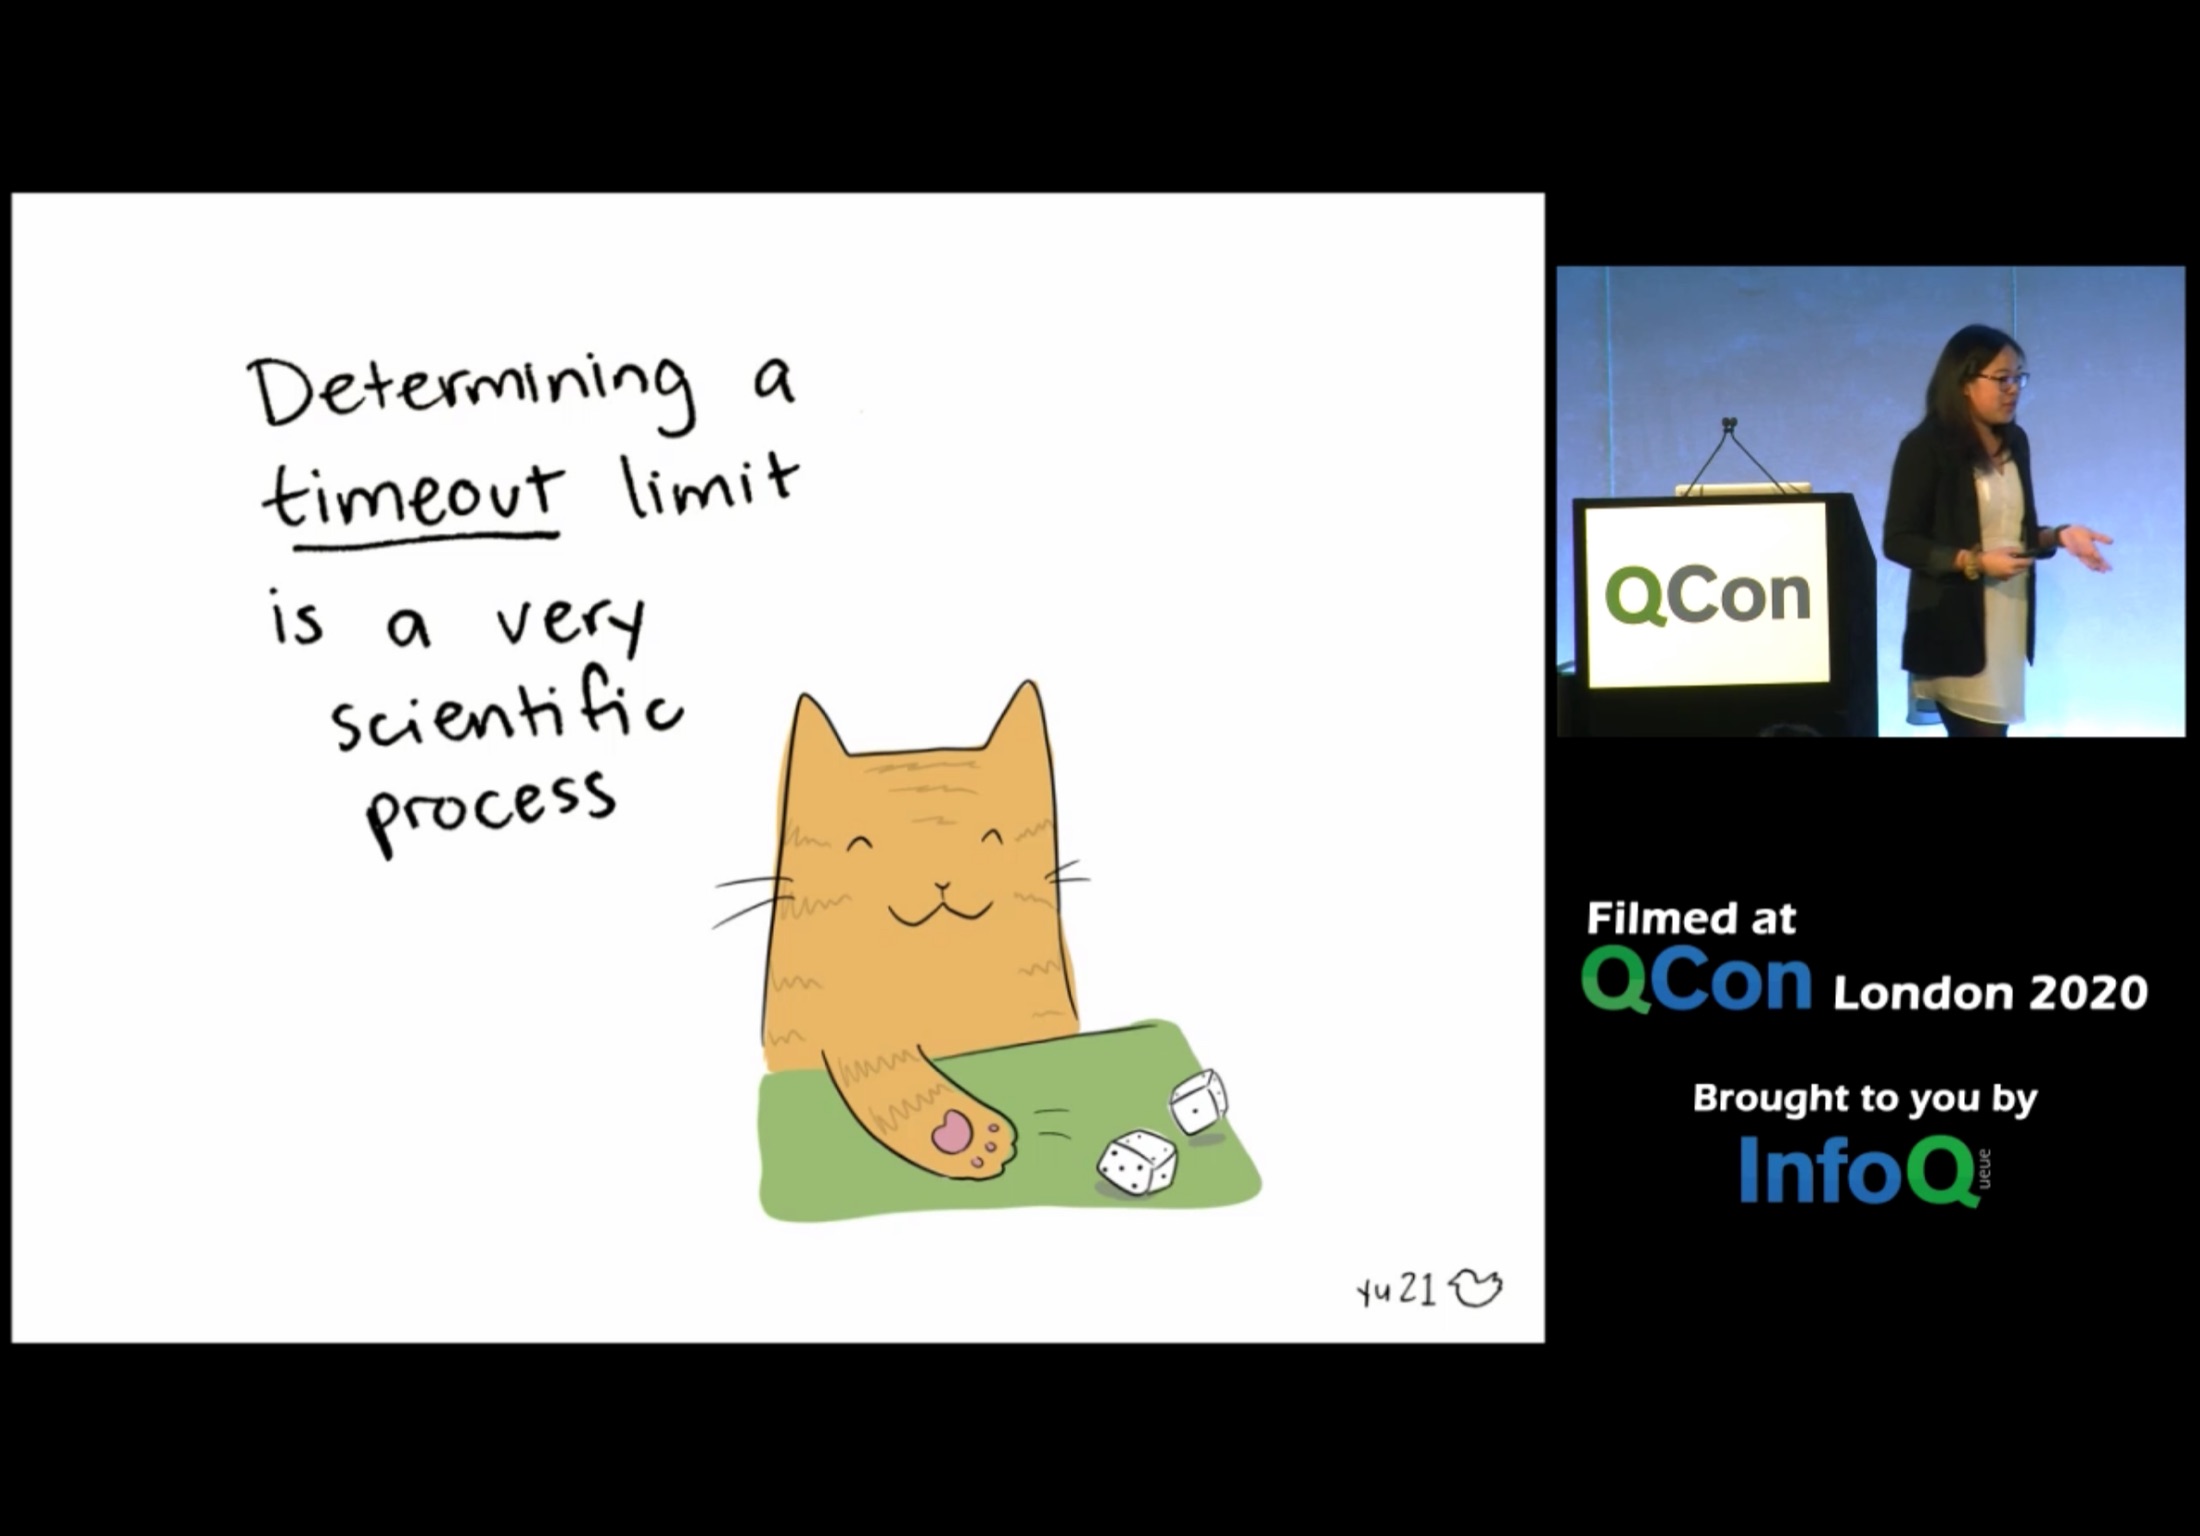 Determining a
timeout limit
is a very
scientific
process
yu21
QCon
Filmed at
QCon London 2020
Brought to you by
InfoQ
ueue